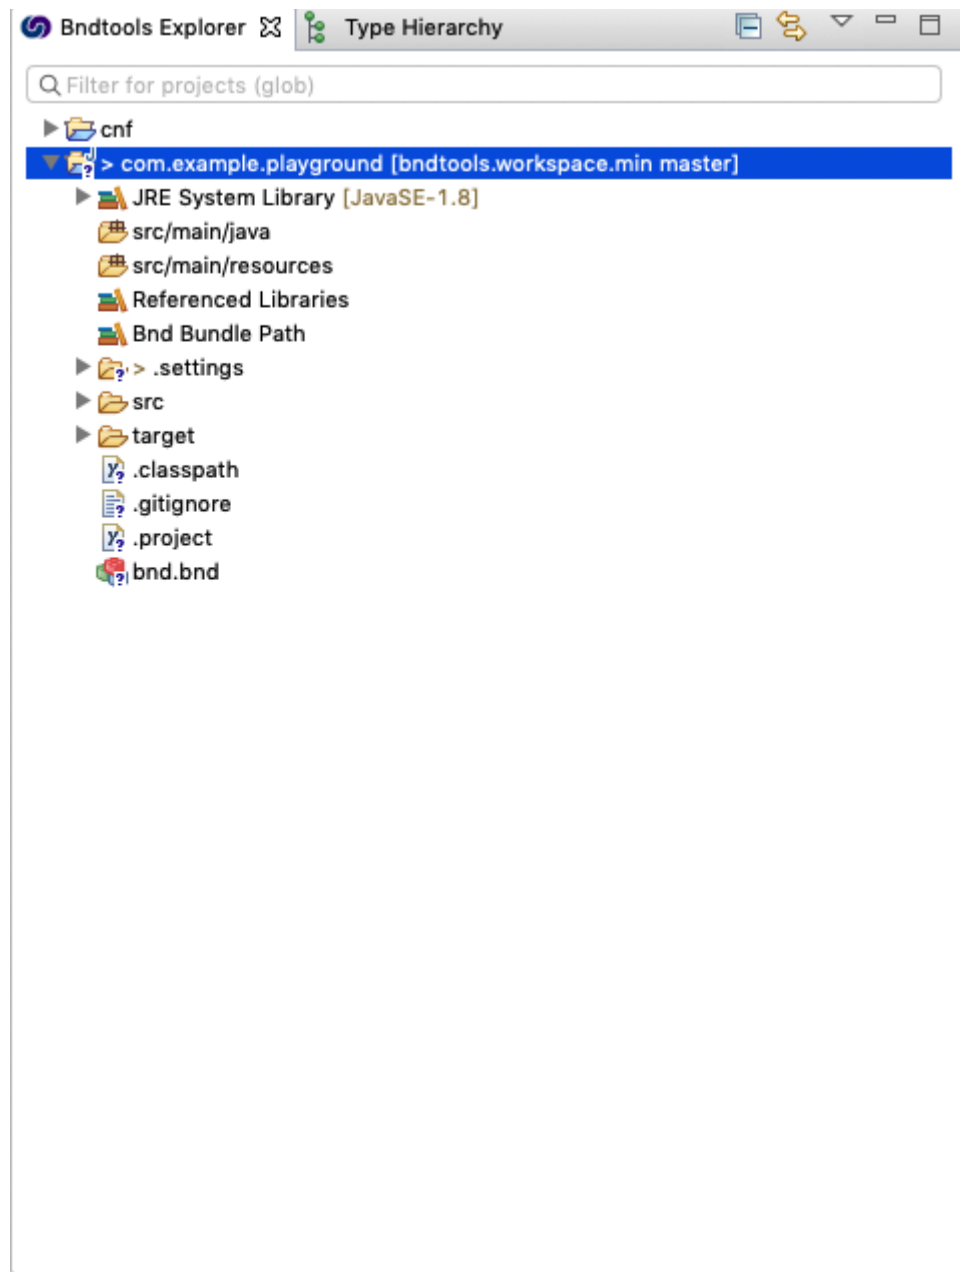 Bndtools Explorer Type Hierarchy
Filter for projects (glob)
cnf
> com.example.playground [bndtools.workspace.min master]
JRE System Library [JavaSE-1.8]
src/main/java
src/main/resources
Referenced Libraries
Bnd Bundle Path
> .settings
src
target
.classpath
.gitignore
.project
bnd.bnd